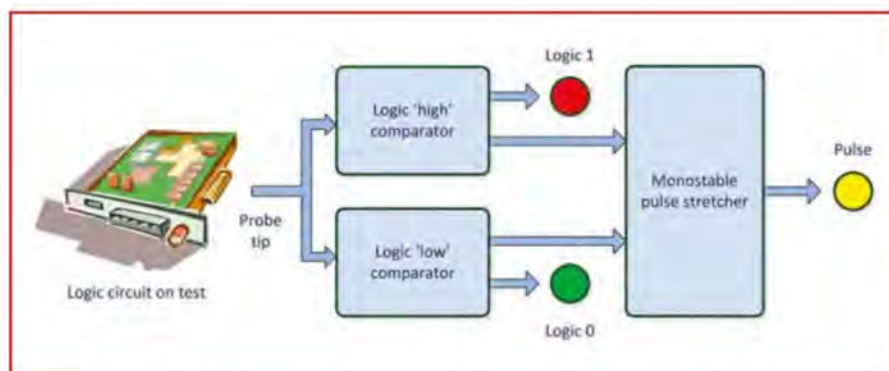 Logic 1
Logic 'high'
comparator
Pulse
Monostable
pulse stretcher
Probe
tip
Logic 'low'
comparator
Logic circuit on test
Logic 0